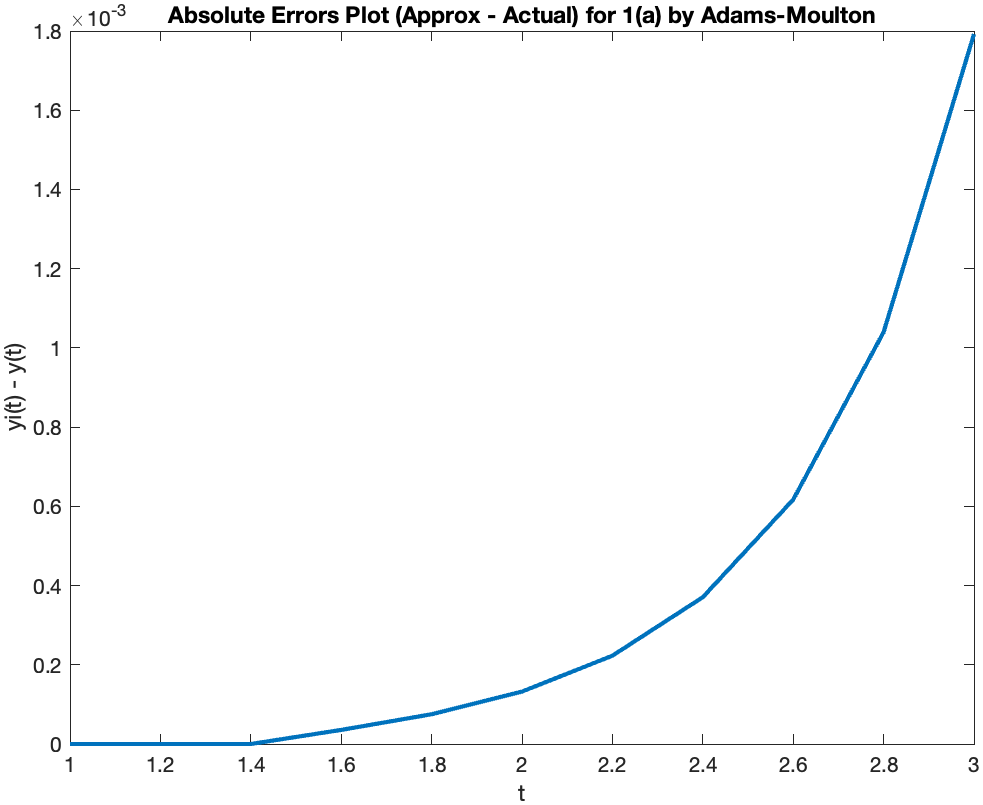 Absolute Errors Plot (Approx - Actual) for 1(a) by Adams-Moulton
×10^-3
1.8
1.6
1.4
1.2
1
0.8
0.6
0.4
0.2
0
yi(t) - y(t)
1 1.2 1.4 1.6 1.8 2 2.2 2.4 2.6 2.8 3
t